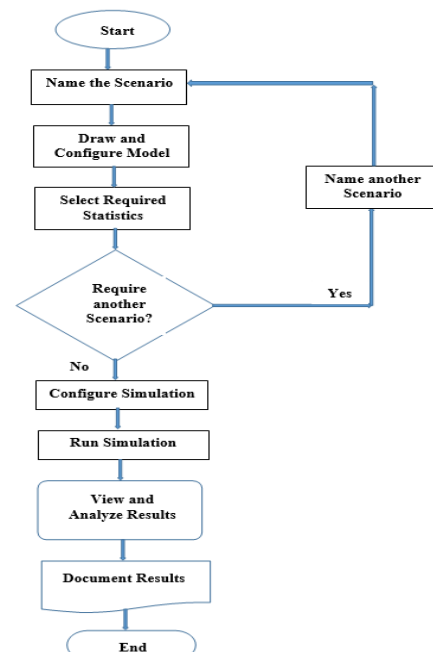 Start
Name the Scenario
Draw and
Configure Model
Select Required
Statistics
Name another
Scenario
Require
another
Scenario?
Yes
No
Configure Simulation
Run Simulation
View and
Analyze Results
Document Results
End